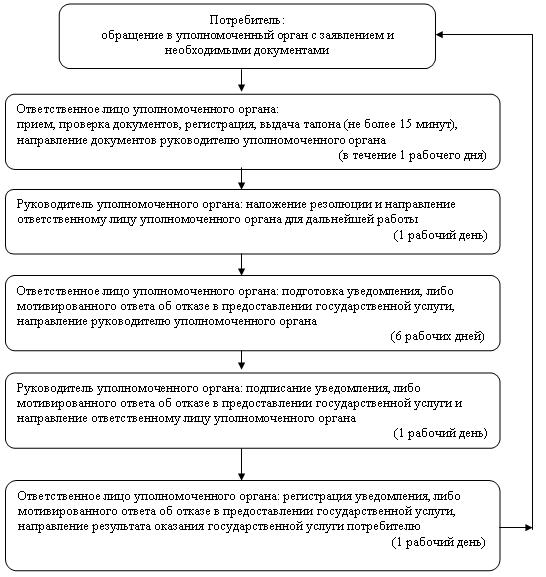 Потребитель:
обращение в уполномоченный орган с заявлением и
необходимыми документами
Ответственное лицо уполномоченного органа:
прием, проверка документов, регистрация, выдача талона (не более 15 минут),
направление документов руководителю уполномоченного органа
(в течение 1 рабочего дня)
Руководитель уполномоченного органа: наложение резолюции и направление
ответственному лицу уполномоченного органа для дальнейшей работы
(1 рабочий день)
Ответственное лицо уполномоченного органа: подготовка уведомления, либо
мотивированного ответа об отказе в предоставлении государственной услуги,
направление руководителю уполномоченного органа
(6 рабочих дней)
Руководитель уполномоченного органа: подписание уведомления, либо
мотивированного ответа об отказе в предоставлении государственной услуги и
направление ответственному лицу уполномоченного органа
(1 рабочий день)
Ответственное лицо уполномоченного органа: регистрация уведомления, либо
мотивированного ответа об отказе в предоставлении государственной услуги,
направление результата оказания государственной услуги потребителю
(1 рабочий день)